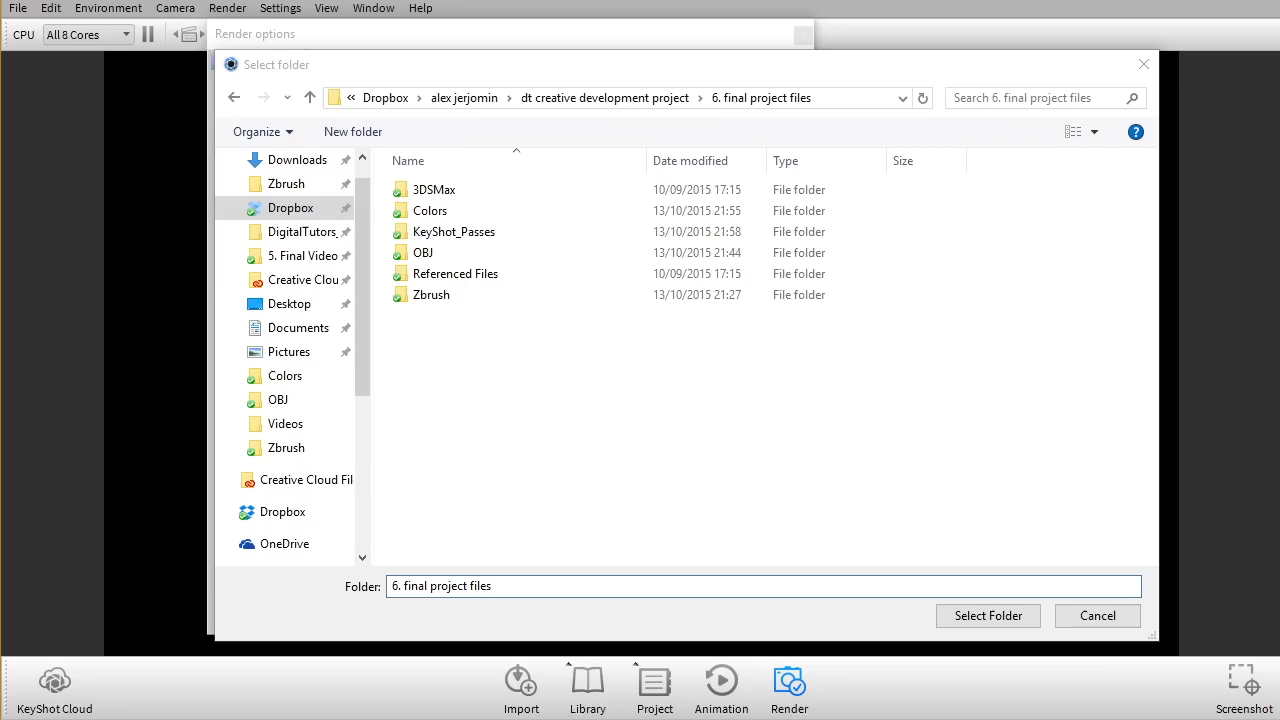 File Edit Environment Camera Render Settings View Window Help
CPU All 8 Cores
Render options
Select folder
« Dropbox › alex jerjomin › dt creative development project › 6. final project files
Search 6. final project files
Organize New folder
?
Name Date modified Type Size
Downloads
Zbrush
Dropbox
DigitalTutors_
5. Final Video
Creative Clou
Desktop
Documents
Pictures
Colors
OBJ
Videos
Zbrush
Creative Cloud Fil
Dropbox
OneDrive
3DSMax 10/09/2015 17:15 File folder
Colors 13/10/2015 21:55 File folder
KeyShot_Passes 13/10/2015 21:58 File folder
OBJ 13/10/2015 21:44 File folder
Referenced Files 10/09/2015 17:15 File folder
Zbrush 13/10/2015 21:27 File folder
Folder: 6. final project files
Select Folder Cancel
KeyShot Cloud Import Library Project Animation Render Screenshot